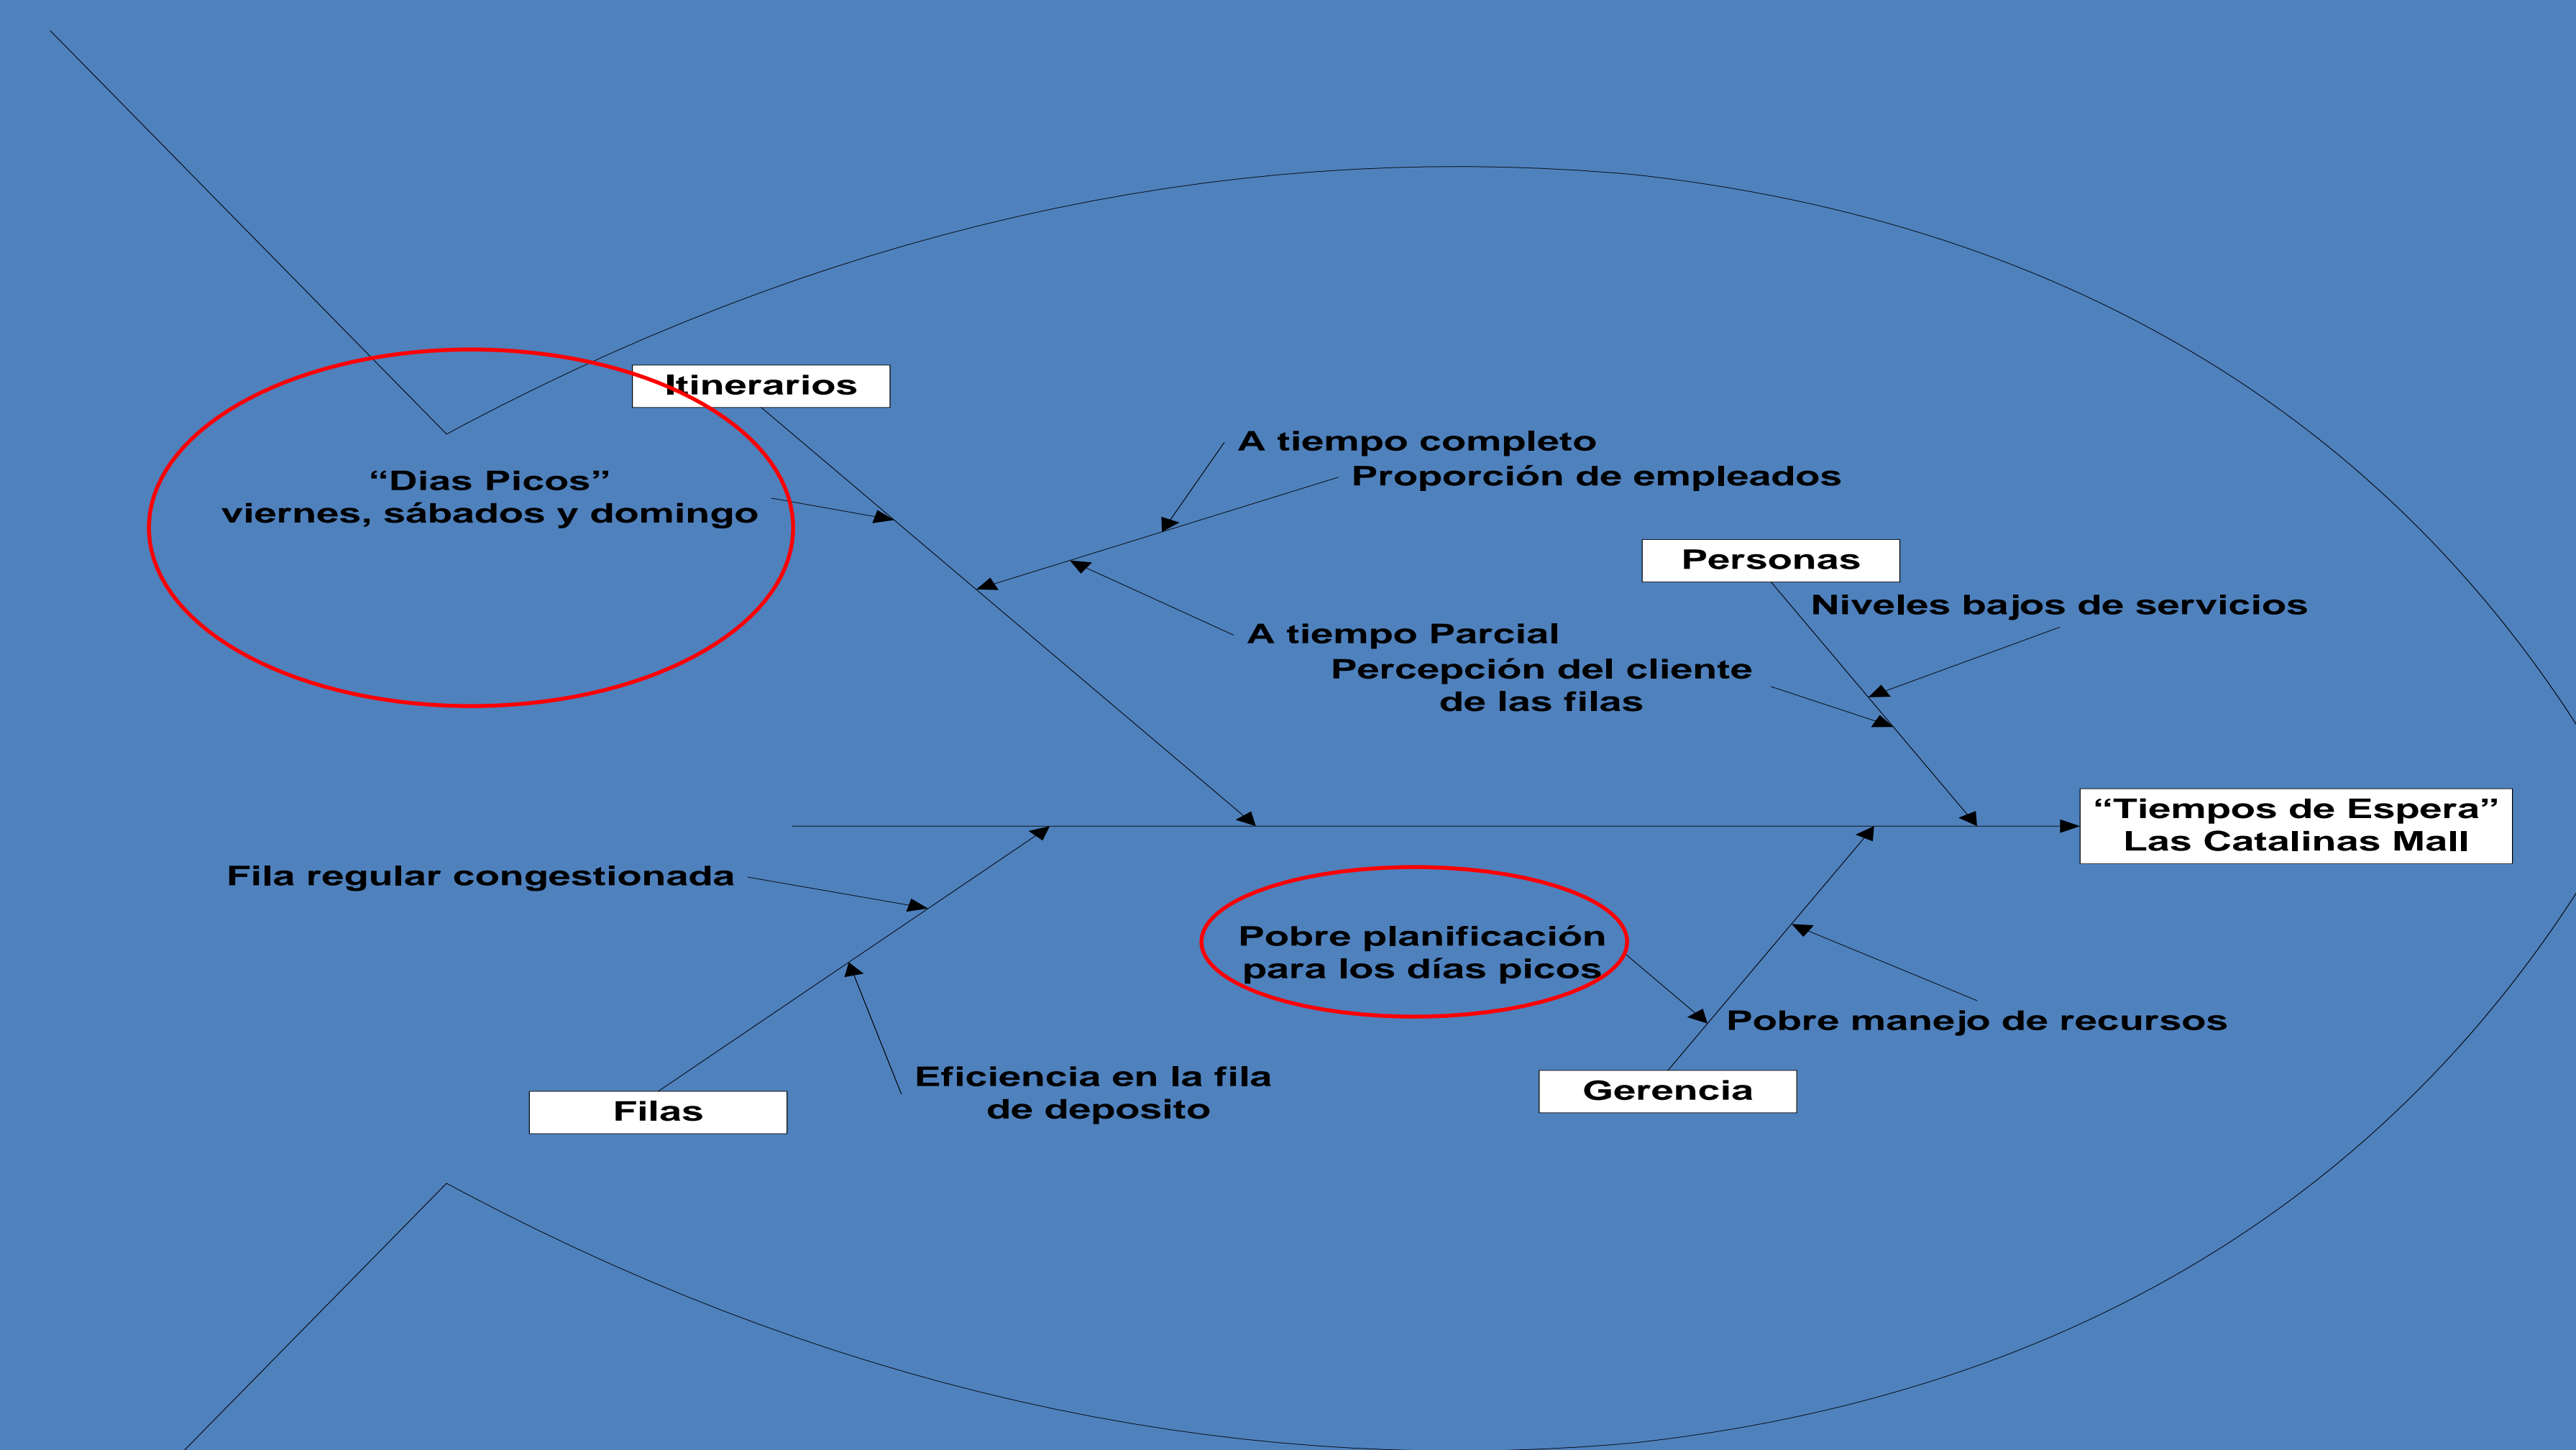 Itinerarios
“Dias Picos”
viernes, sábados y domingo
A tiempo completo
Proporción de empleados
A tiempo Parcial
Personas
Niveles bajos de servicios
Percepción del cliente
de las filas
“Tiempos de Espera”
Las Catalinas Mall
Fila regular congestionada
Pobre planificación
para los días picos
Pobre manejo de recursos
Eficiencia en la fila
de deposito
Filas
Gerencia